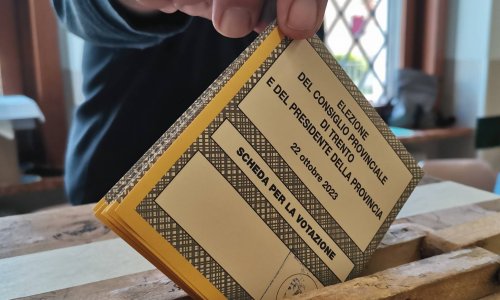 ELEZIONE
DEL CONSIGLIO PROVINCIALE
DI TRENTO
E DEL PRESIDENTE DELLA PROVINCIA
22 ottobre 2023
SCHEDA PER LA VOTAZIONE